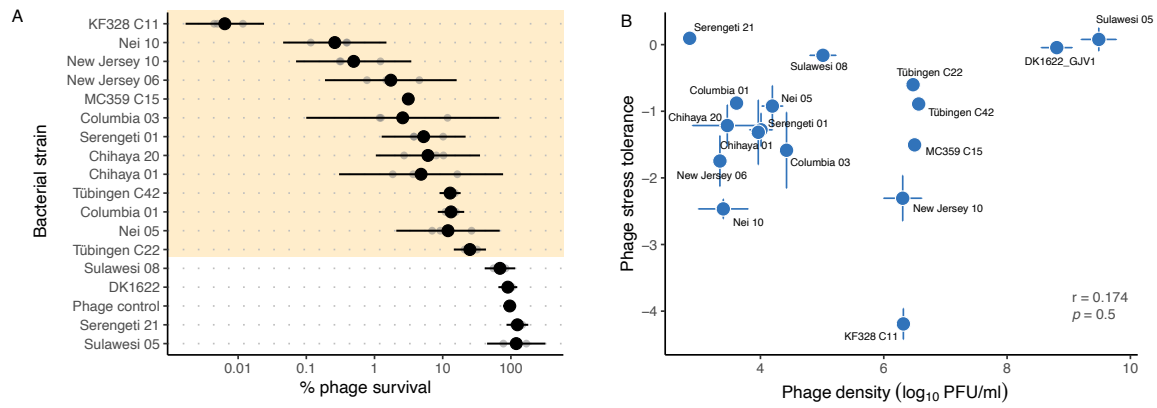 A
Bacterial strain
KF328 C11
Nei 10
New Jersey 10
New Jersey 06
MC359 C15
Columbia 03
Serengeti 01
Chihaya 20
Chihaya 01
Tübingen C42
Columbia 01
Nei 05
Tübingen C22
Sulawesi 08
DK1622
Phage control
Serengeti 21
Sulawesi 05
0.01 0.1 1 10 100
% phage survival
B
Phage stress tolerance
0
−1
−2
−3
−4
Serengeti 21
Sulawesi 05
Sulawesi 08
DK1622_GJV1
Tübingen C22
Columbia 01
Nei 05
Tübingen C42
Chihaya 20
Serengeti 01
Chihaya 01
MC359 C15
Columbia 03
New Jersey 06
New Jersey 10
Nei 10
KF328 C11
r = 0.174
p = 0.5
4 6 8 10
Phage density (log10 PFU/ml)